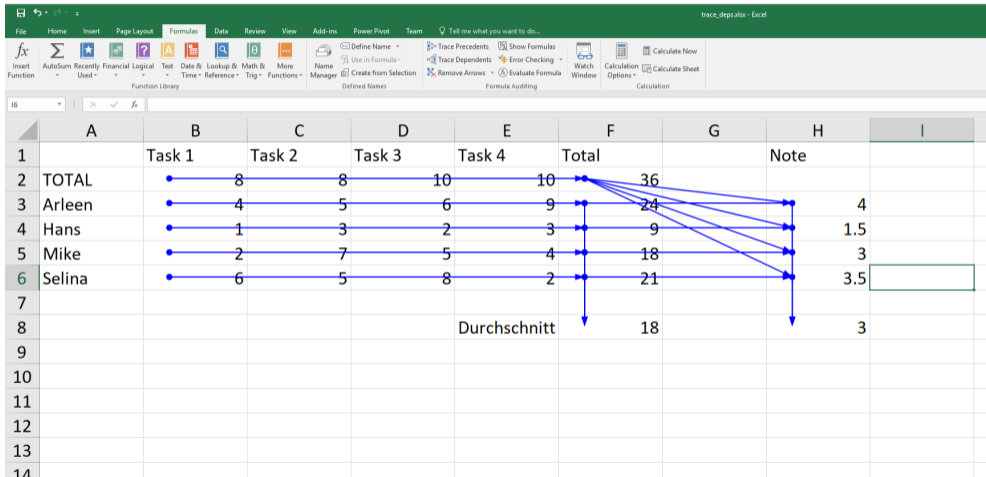 trace_deps.xlsx - Excel
File Home Insert Page Layout Formulas Data Review View Add-ins Power Pivot Team Tell me what you want to do...
fx Insert Function
AutoSum
Recently Used
Financial
Logical
Text
Date & Time
Lookup & Reference
Math & Trig
More Functions
Function Library
Name Manager
Define Name
Use in Formula
Create from Selection
Defined Names
Trace Precedents
Trace Dependents
Remove Arrows
Show Formulas
Error Checking
Evaluate Formula
Watch Window
Formula Auditing
Calculation Options
Calculate Now
Calculate Sheet
Calculation
I6 fx
A B C D E F G H I
1 Task 1 Task 2 Task 3 Task 4 Total Note
2 TOTAL 8 8 10 10 36
3 Arleen 4 5 6 9 24 4
4 Hans 1 3 2 3 9 1.5
5 Mike 2 7 5 4 18 3
6 Selina 6 5 8 2 21 3.5
7
8 Durchschnitt 18 3
9
10
11
12
13
14